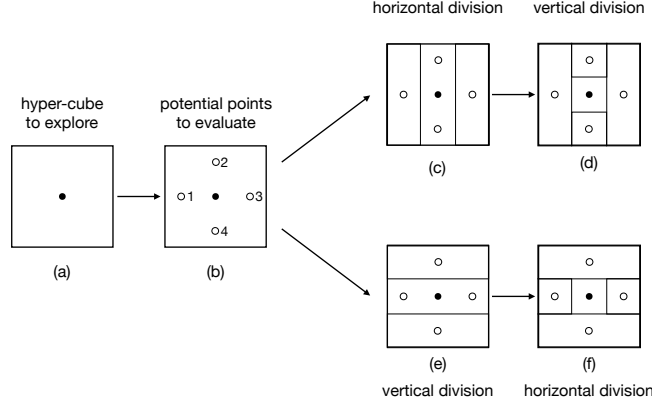 horizontal division
vertical division
hyper-cube
to explore
potential points
to evaluate
2
1
3
4
(a)
(b)
(c)
(d)
(e)
(f)
vertical division
horizontal division